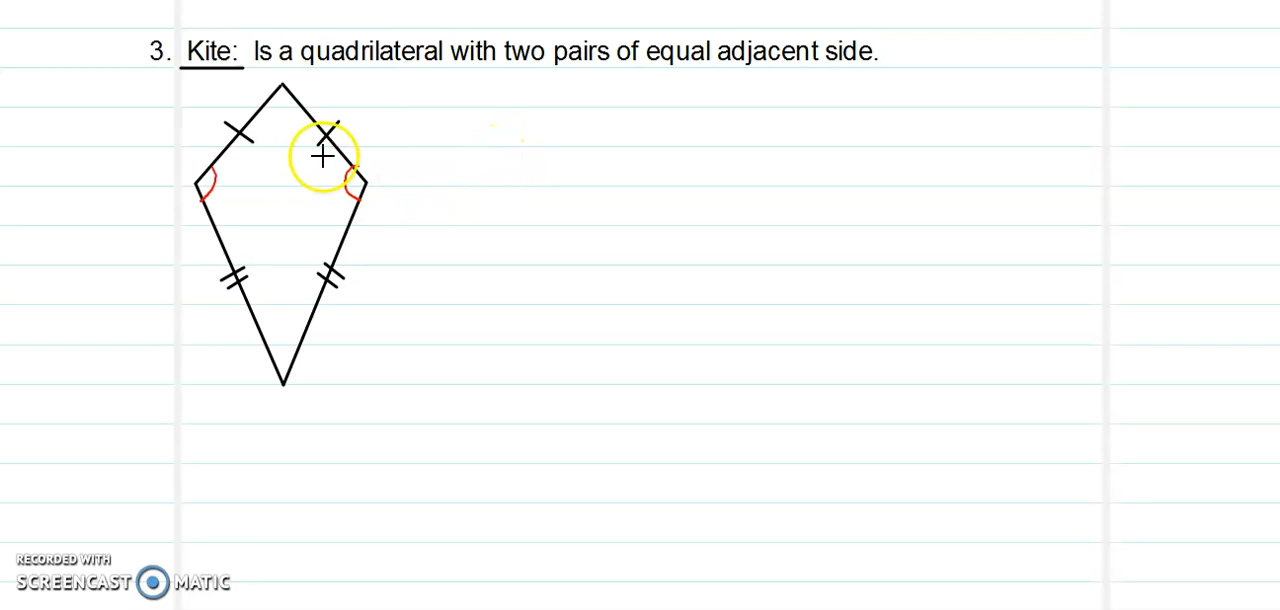 3. Kite: Is a quadrilateral with two pairs of equal adjacent side.
RECORDED WITH
SCREENCAST MATIC